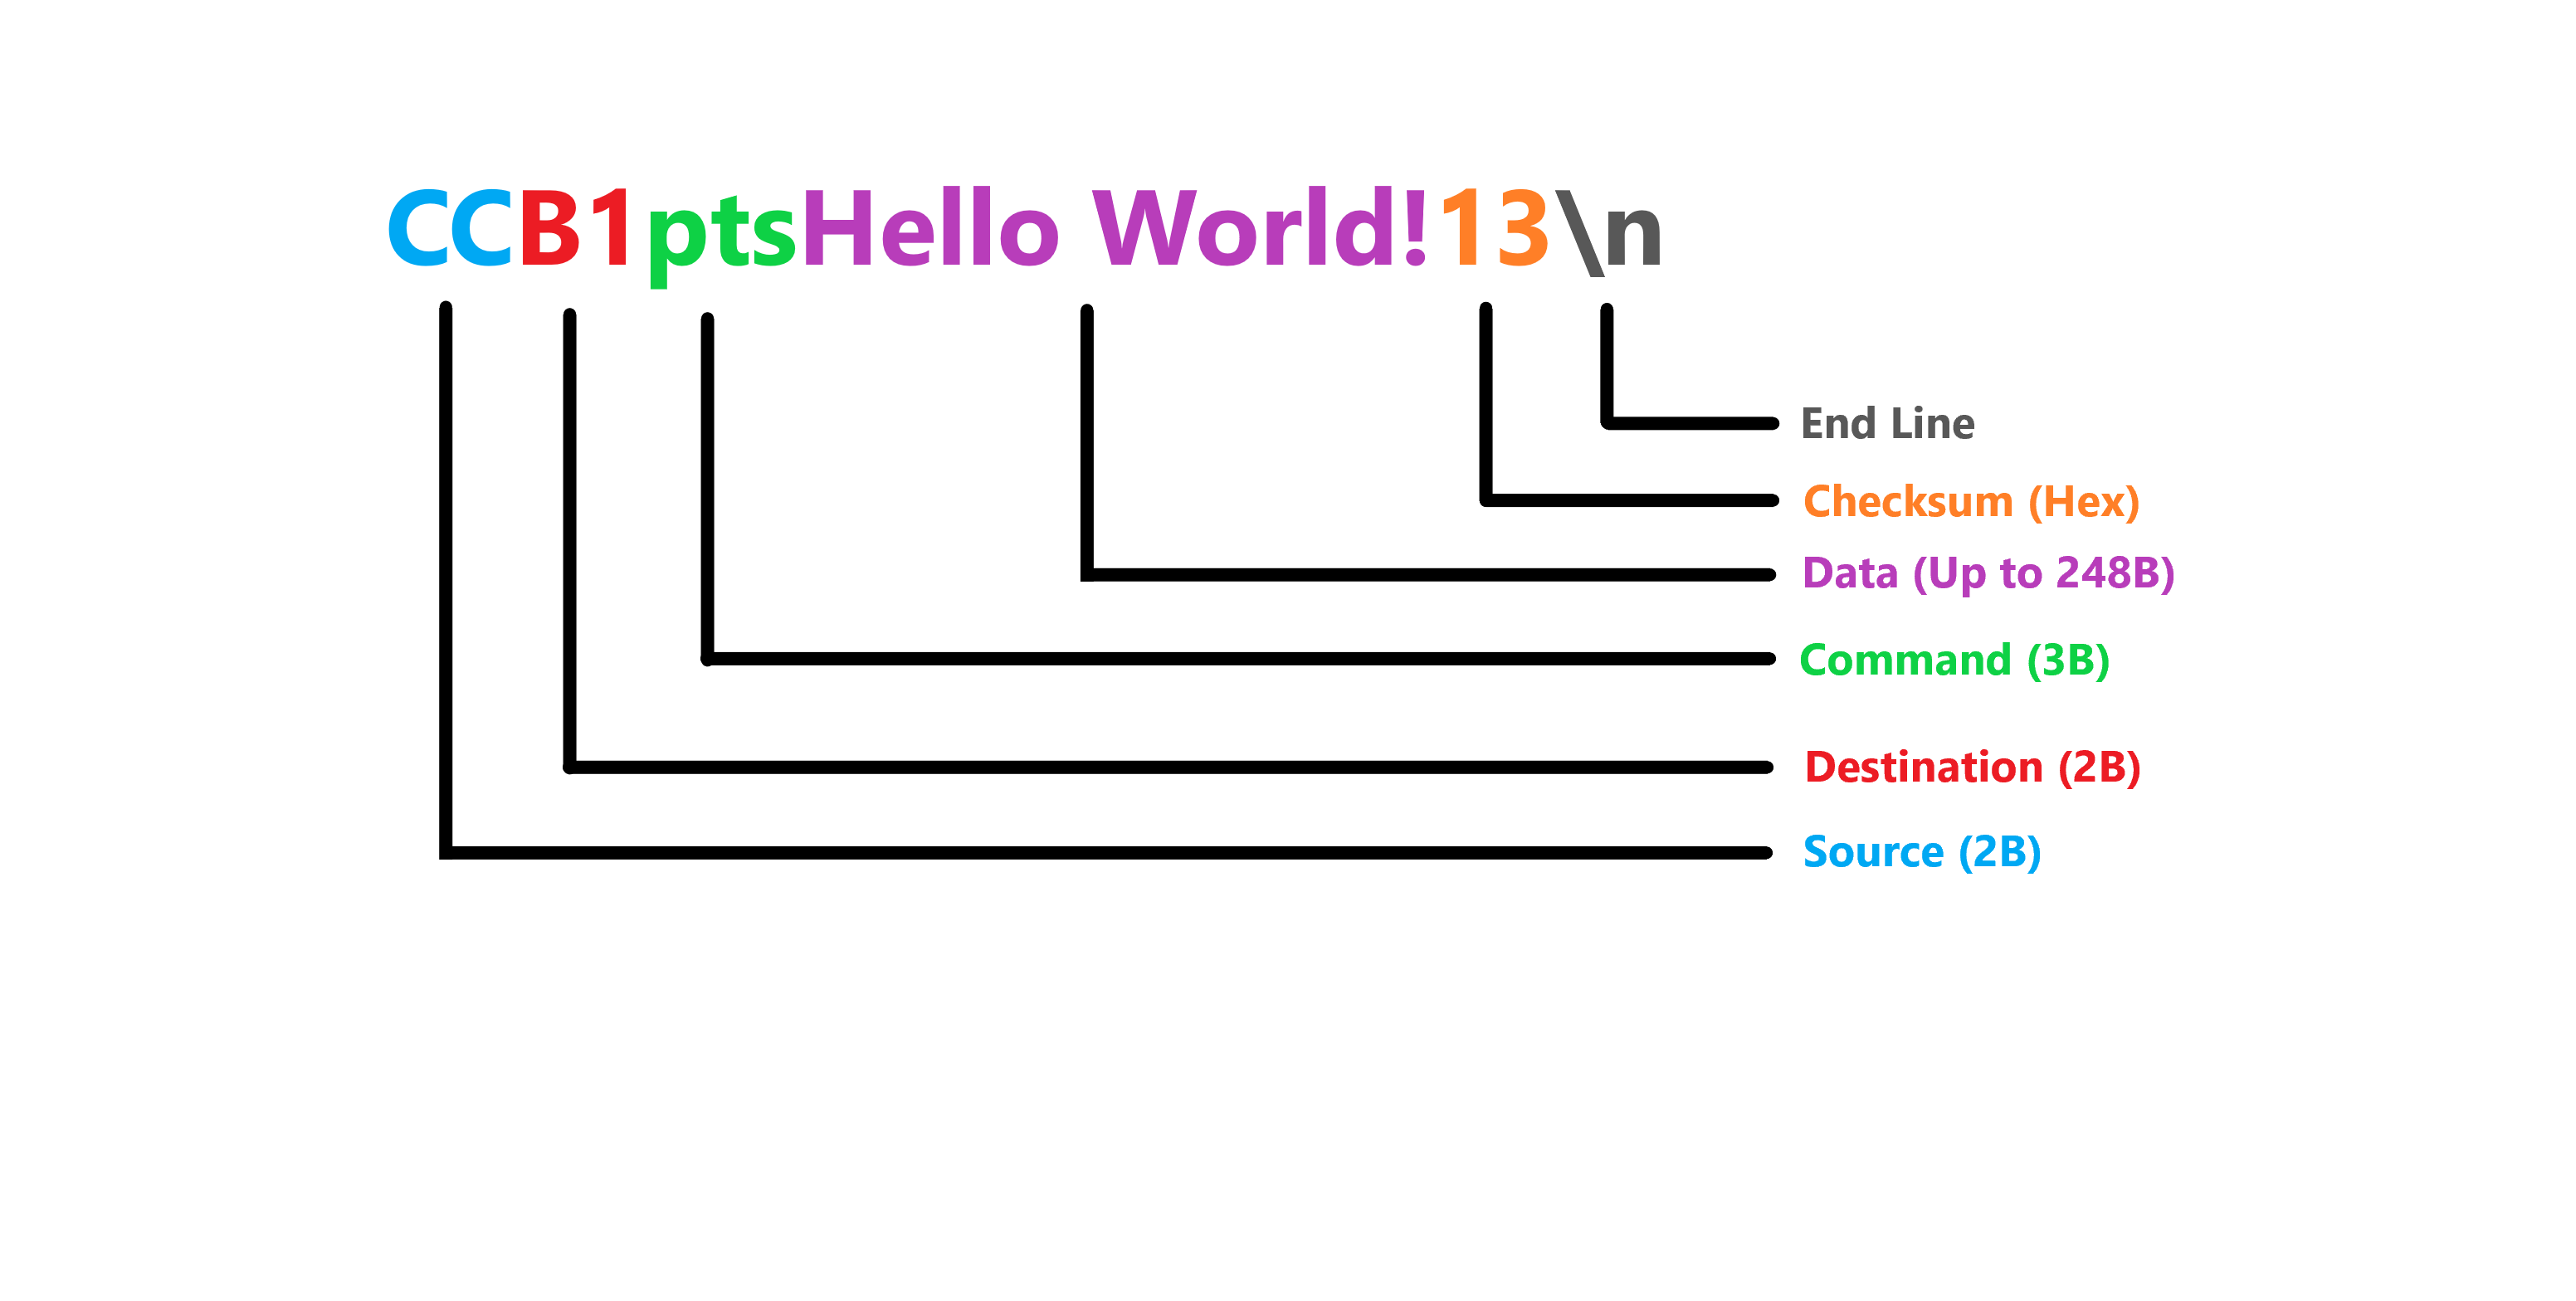 CCB1ptsHello World!13\n
End Line
Checksum (Hex)
Data (Up to 248B)
Command (3B)
Destination (2B)
Source (2B)